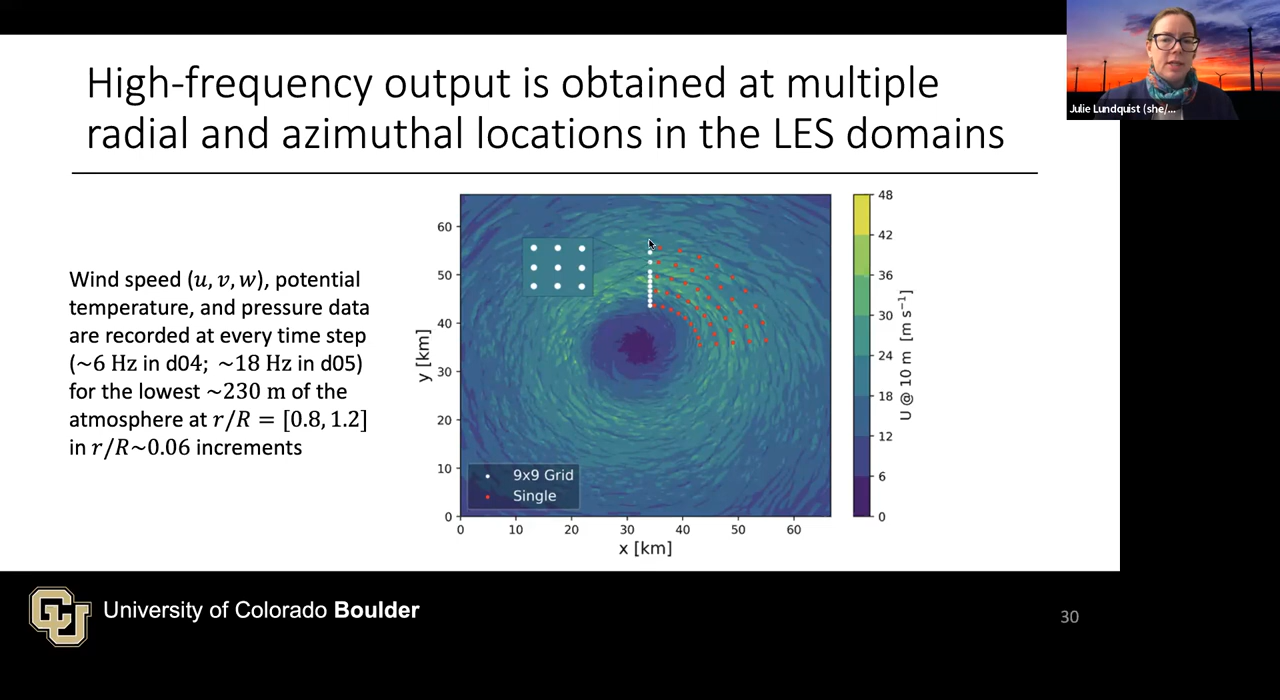 High-frequency output is obtained at multiple
radial and azimuthal locations in the LES domains
Julie Lundquist (she/...
Wind speed (u, v, w), potential
temperature, and pressure data
are recorded at every time step
(~6 Hz in d04; ~18 Hz in d05)
for the lowest ~230 m of the
atmosphere at r/R = [0.8, 1.2]
in r/R~0.06 increments
60
50
40
30
20
10
0
y [km]
9x9 Grid
Single
0
10
20
30
40
50
60
x [km]
48
42
36
30
24
18
12
6
0
U @ 10 m [m s⁻¹]
CU
University of Colorado Boulder
30